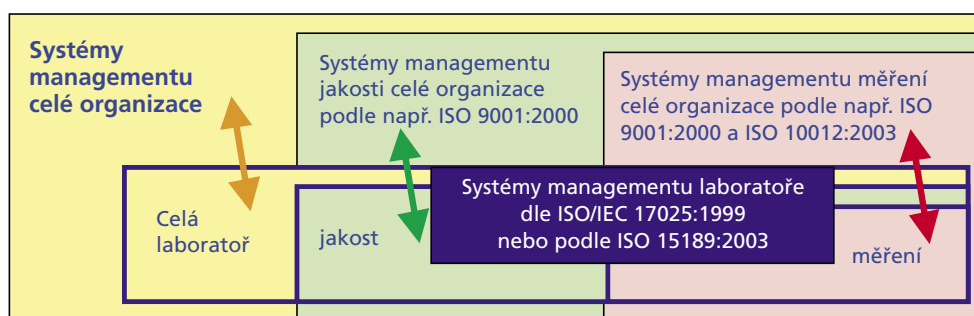 Systémy
managementu
celé organizace
Systémy managementu
jakosti celé organizace
podle např. ISO 9001:2000
Systémy managementu měření
celé organizace podle např. ISO
9001:2000 a ISO 10012:2003
Systémy managementu laboratoře
dle ISO/IEC 17025:1999
nebo podle ISO 15189:2003
Celá
laboratoř
jakost
měření